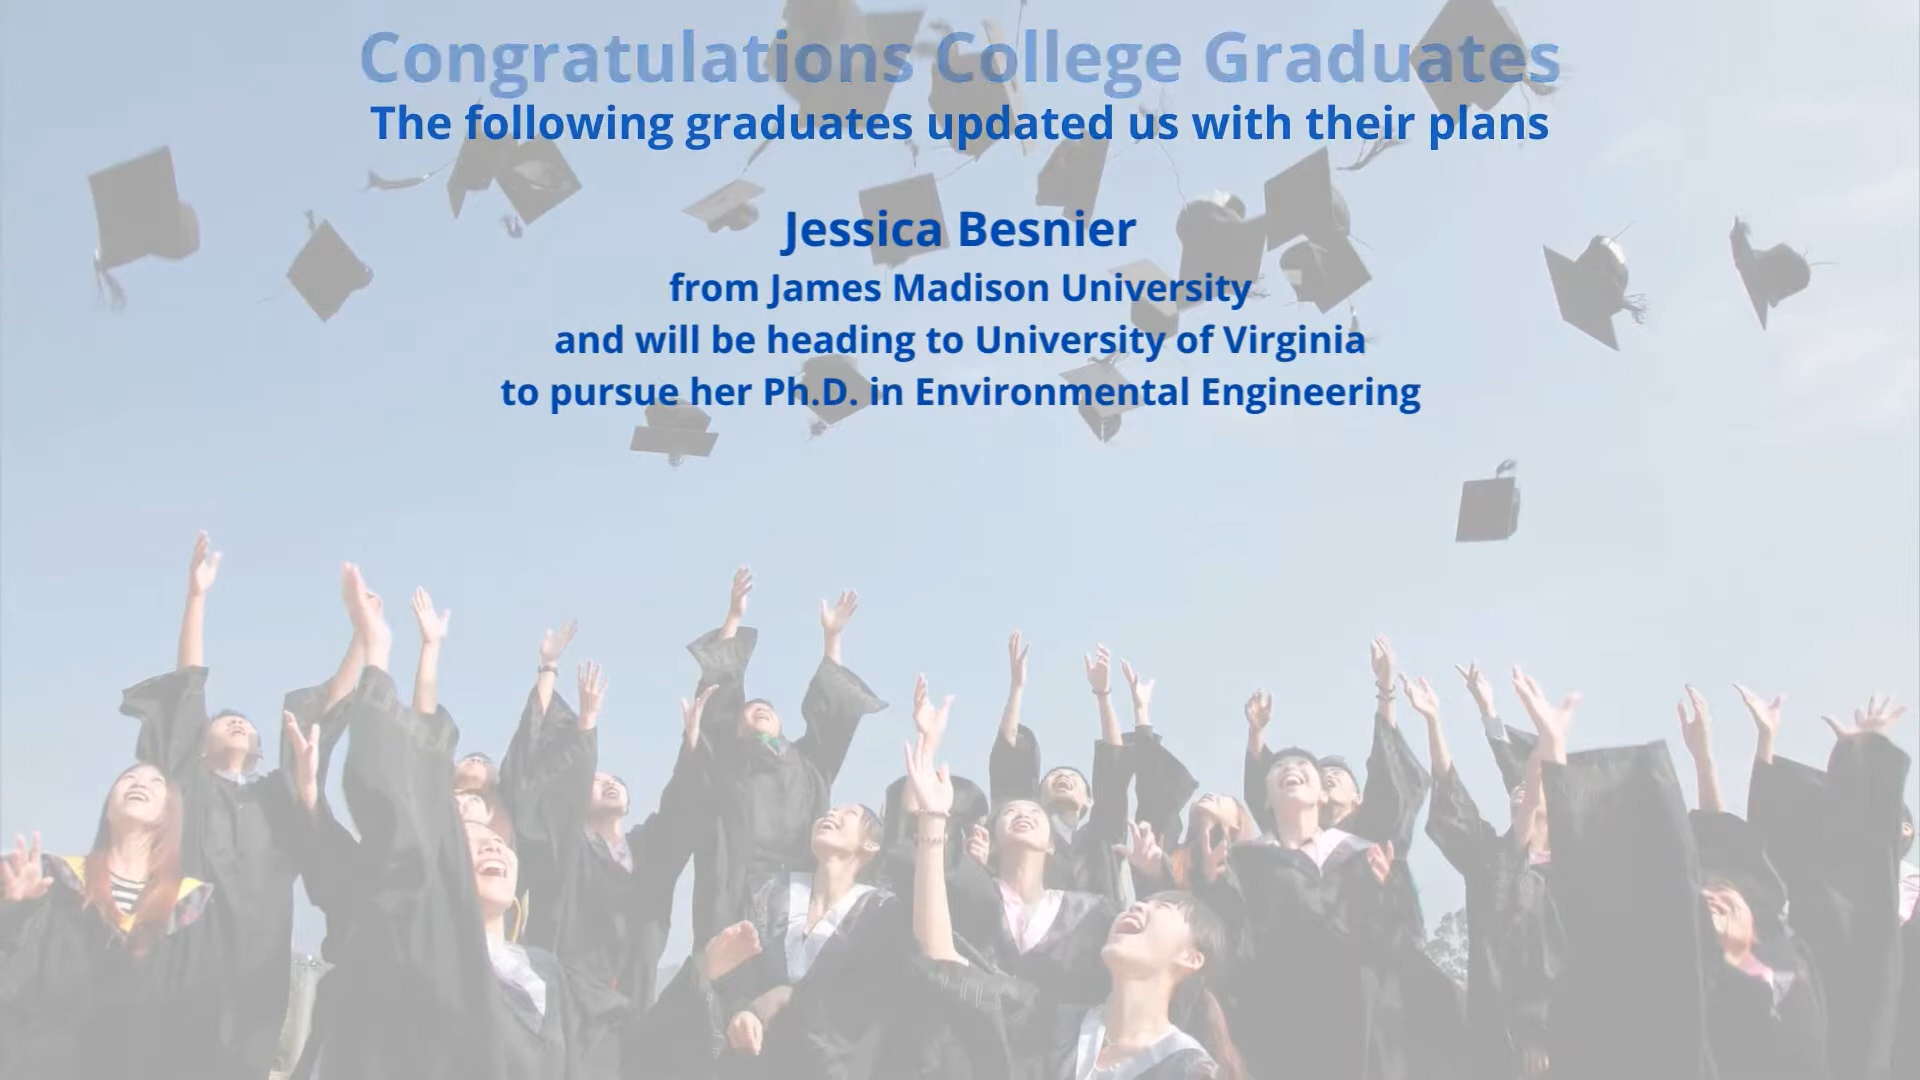 Congratulations College Graduates
The following graduates updated us with their plans
Jessica Besnier
from James Madison University
and will be heading to University of Virginia
to pursue her Ph.D. in Environmental Engineering